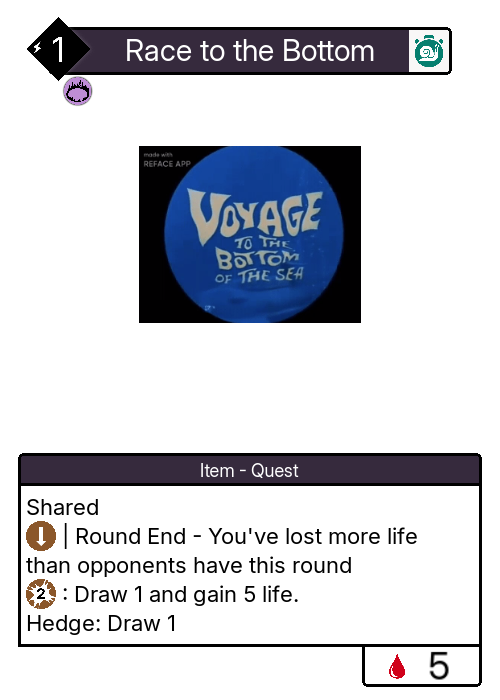 1 Race to the Bottom
made with
REFACE APP
VOYAGE
TO THE
BOTTOM
OF THE SEA
Item - Quest
Shared
| Round End - You've lost more life
than opponents have this round
2 : Draw 1 and gain 5 life.
Hedge: Draw 1
5